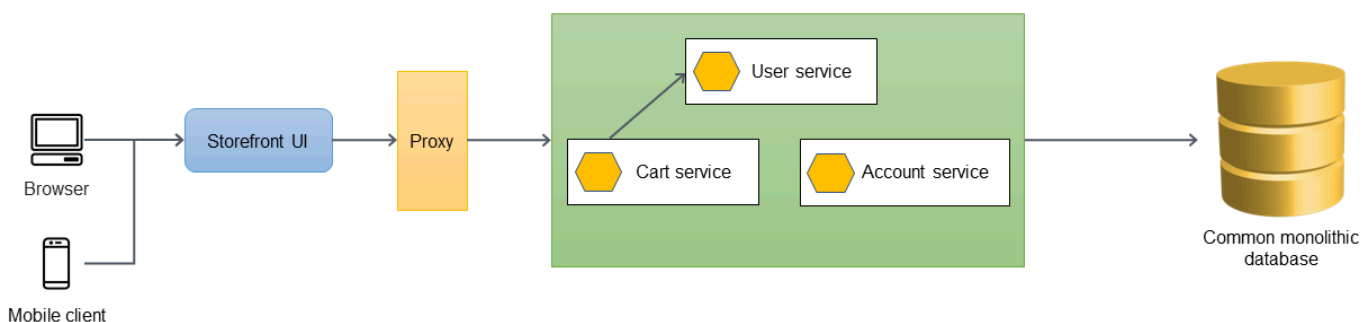 User service
Storefront UI
Proxy
Cart service
Account service
Browser
Common monolithic
database
Mobile client